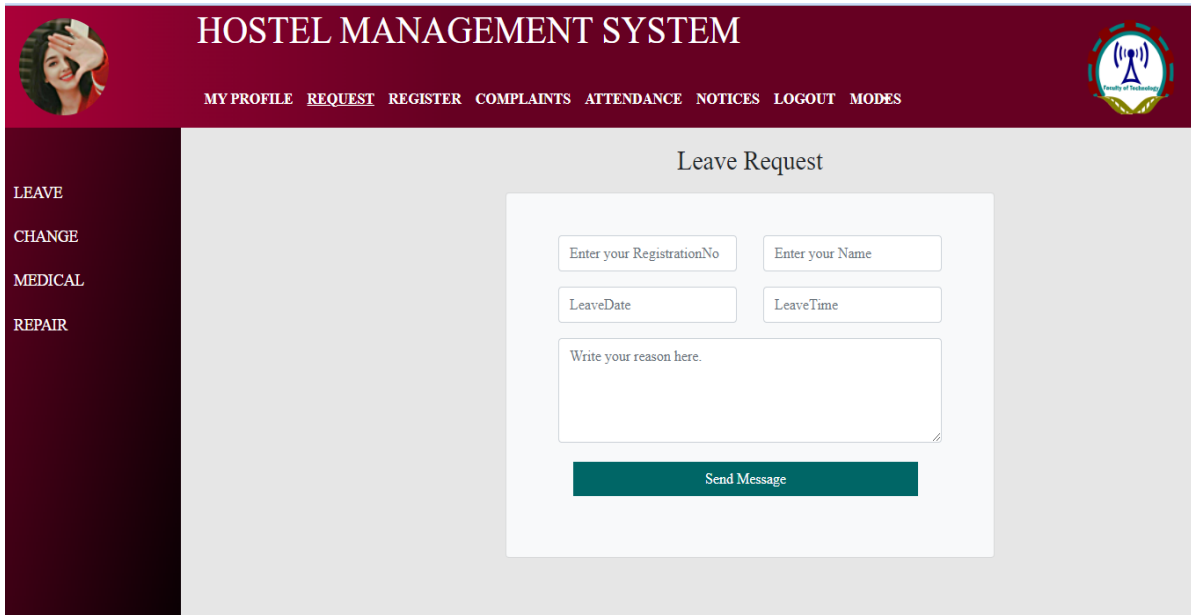 HOSTEL MANAGEMENT SYSTEM
MY PROFILE REQUEST REGISTER COMPLAINTS ATTENDANCE NOTICES LOGOUT MODES
Faculty of Technology
LEAVE
CHANGE
MEDICAL
REPAIR
Leave Request
Enter your RegistrationNo Enter your Name
LeaveDate LeaveTime
Write your reason here.
Send Message